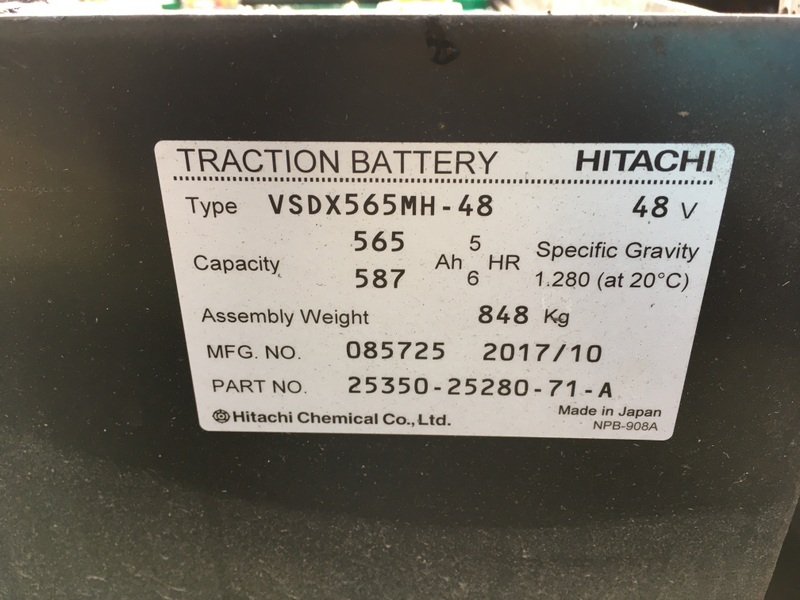 TRACTION BATTERY HITACHI
Type VSDX565MH-48 48 V
Capacity 565 Ah 5 HR Specific Gravity
587 6 1.280 (at 20°C)
Assembly Weight 848 Kg
MFG. NO. 085725 2017/10
PART NO. 25350-25280-71-A
Hitachi Chemical Co., Ltd. Made in Japan
NPB-908A